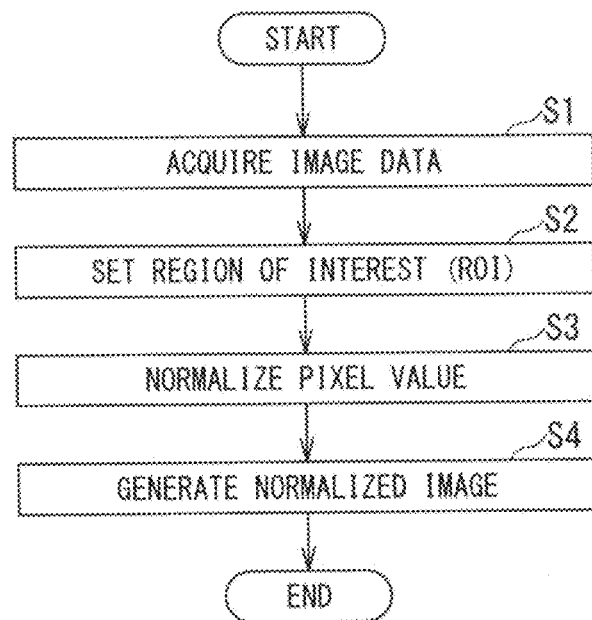 START
S1
ACQUIRE IMAGE DATA
S2
SET REGION OF INTEREST (ROI)
S3
NORMALIZE PIXEL VALUE
S4
GENERATE NORMALIZED IMAGE
END